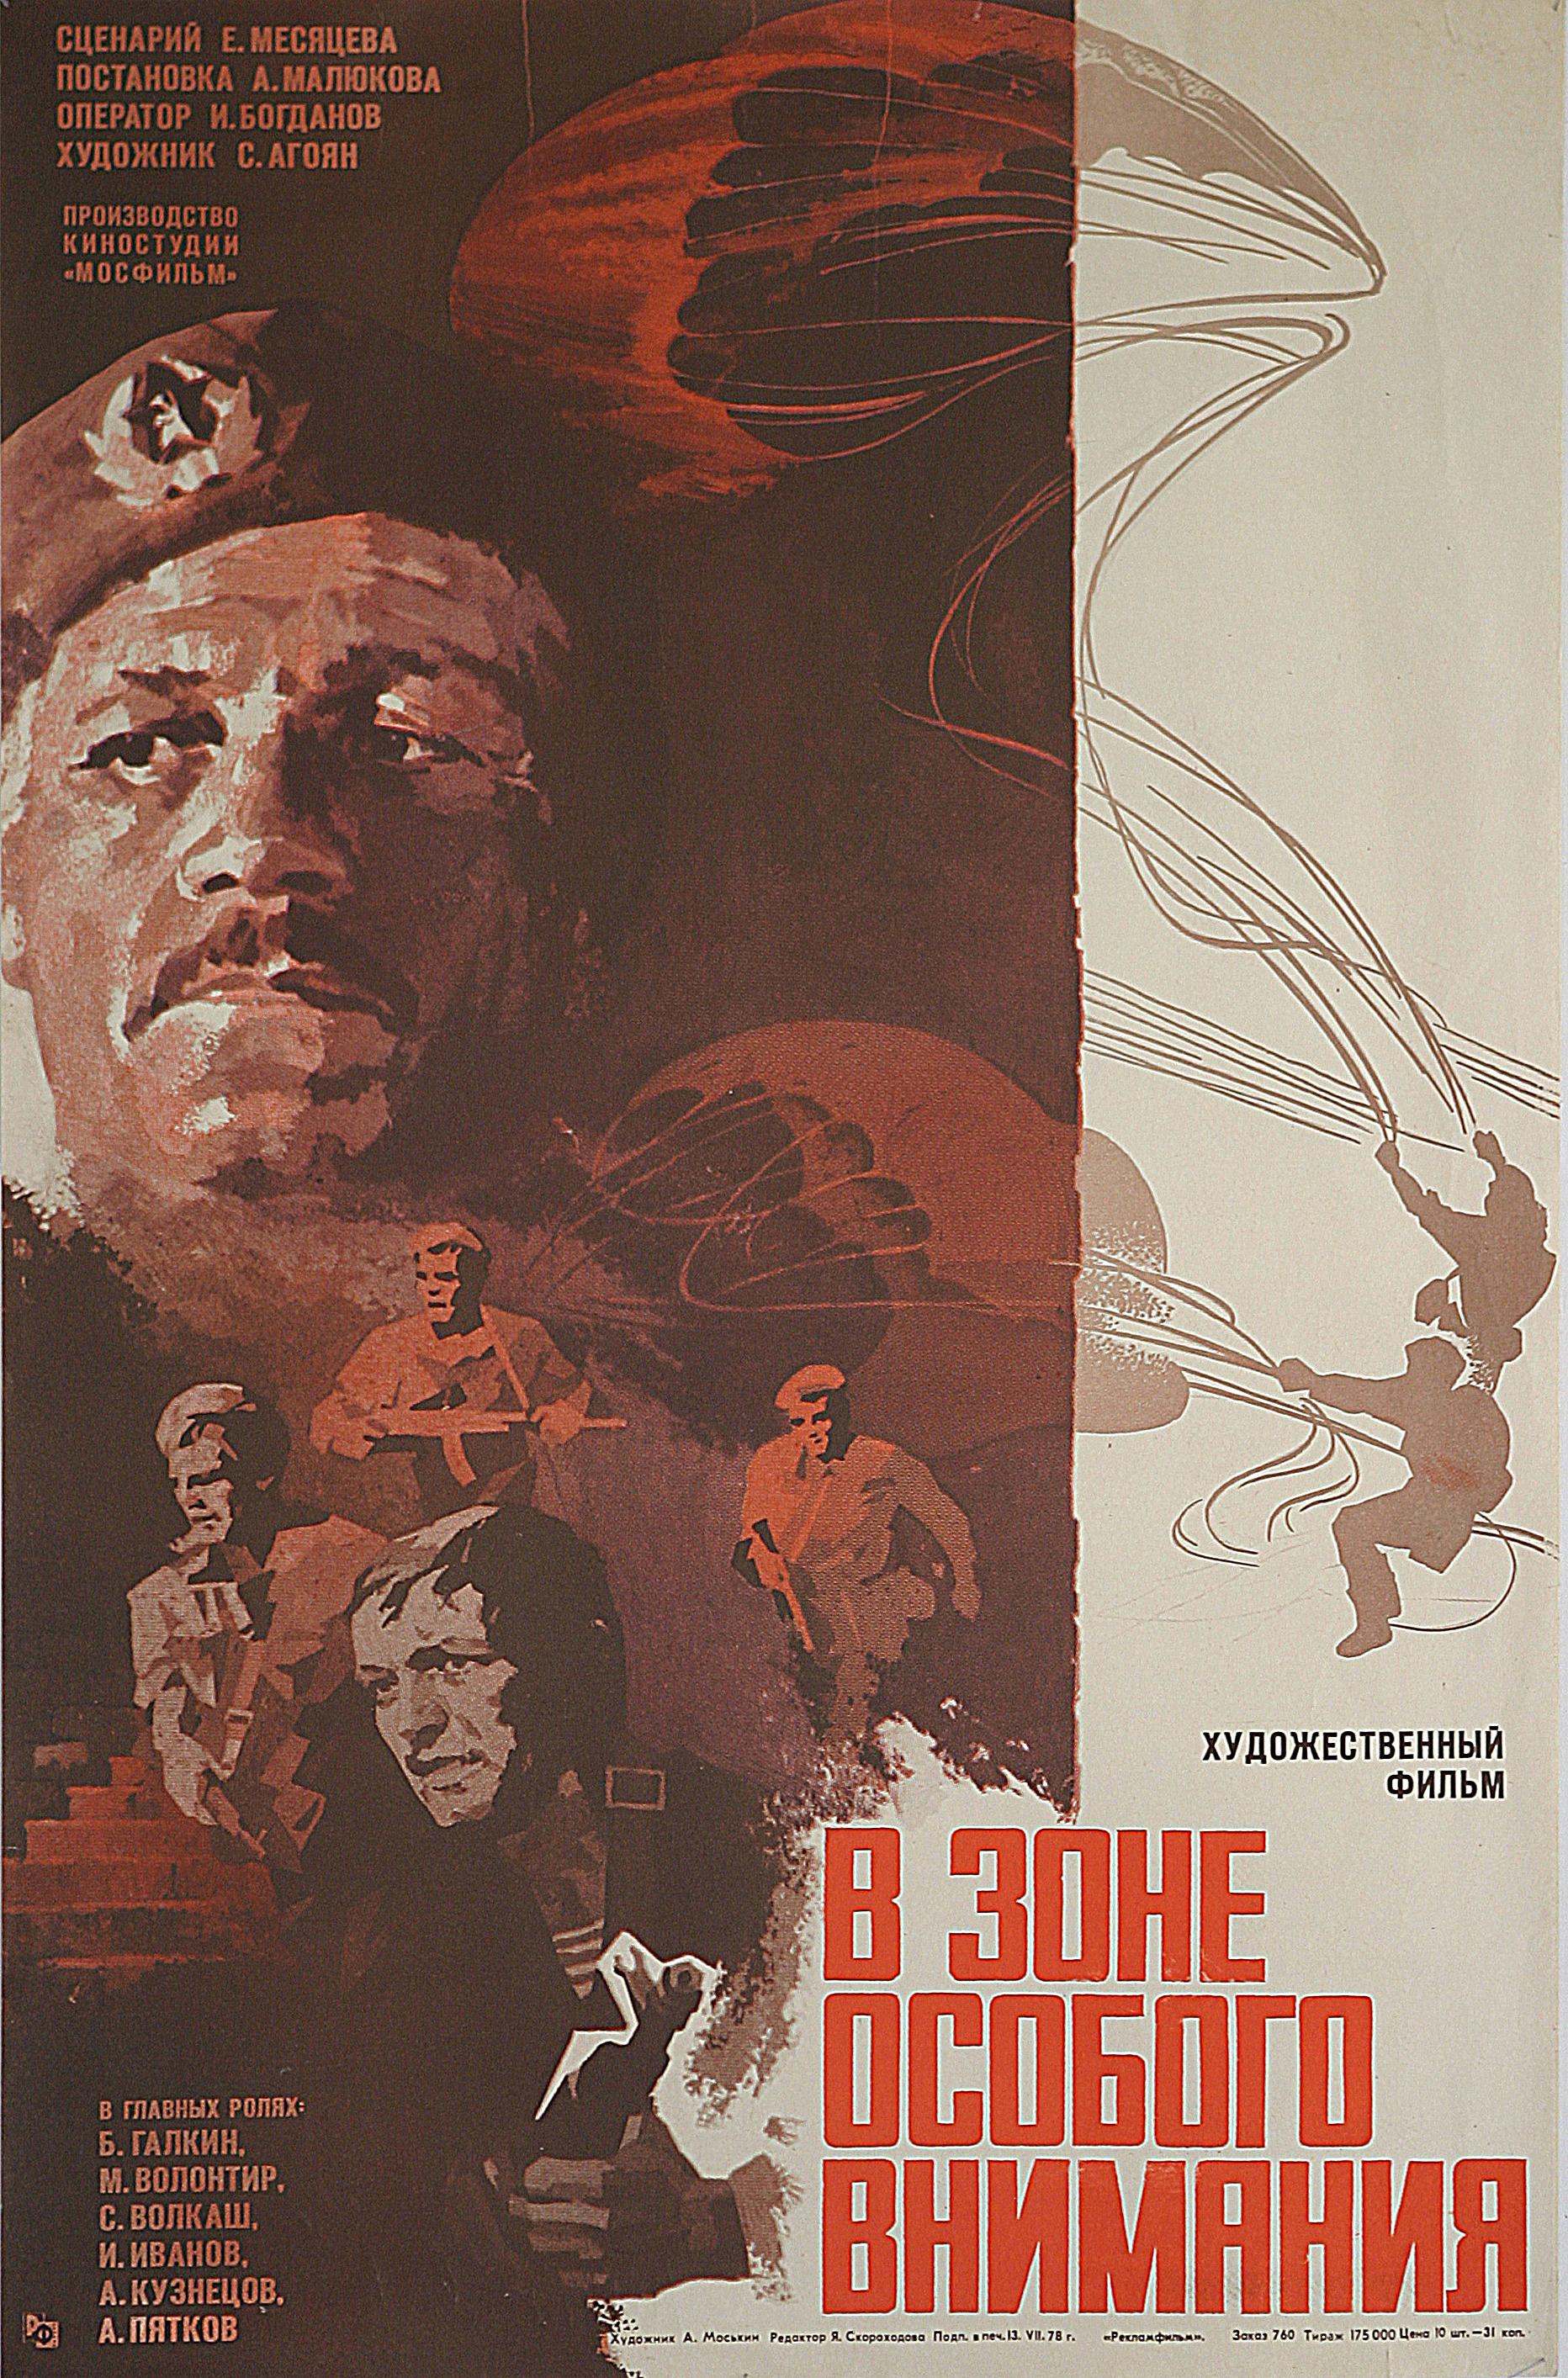 СЦЕНАРИЙ Е. МЕСЯЦЕВА
ПОСТАНОВКА А. МАЛЮКОВА
ОПЕРАТОР И. БОГДАНОВ
ХУДОЖНИК С. АГОЯН
ПРОИЗВОДСТВО
КИНОСТУДИИ
«МОСФИЛЬМ»
ХУДОЖЕСТВЕННЫЙ
ФИЛЬМ
В ЗОНЕ
ОСОБОГО
ВНИМАНИЯ
В ГЛАВНЫХ РОЛЯХ:
Б. ГАЛКИН,
М. ВОЛОНТИР,
С. ВОЛКАШ,
И. ИВАНОВ,
А. КУЗНЕЦОВ,
А. ПЯТКОВ
РФ
Художник А. Моськин Редактор Я. Скороходова Подп. в печ. 13. VII. 78 г. «Рекламфильм». Заказ 760 Тираж 175 000 Цена 10 шт.—31 коп.